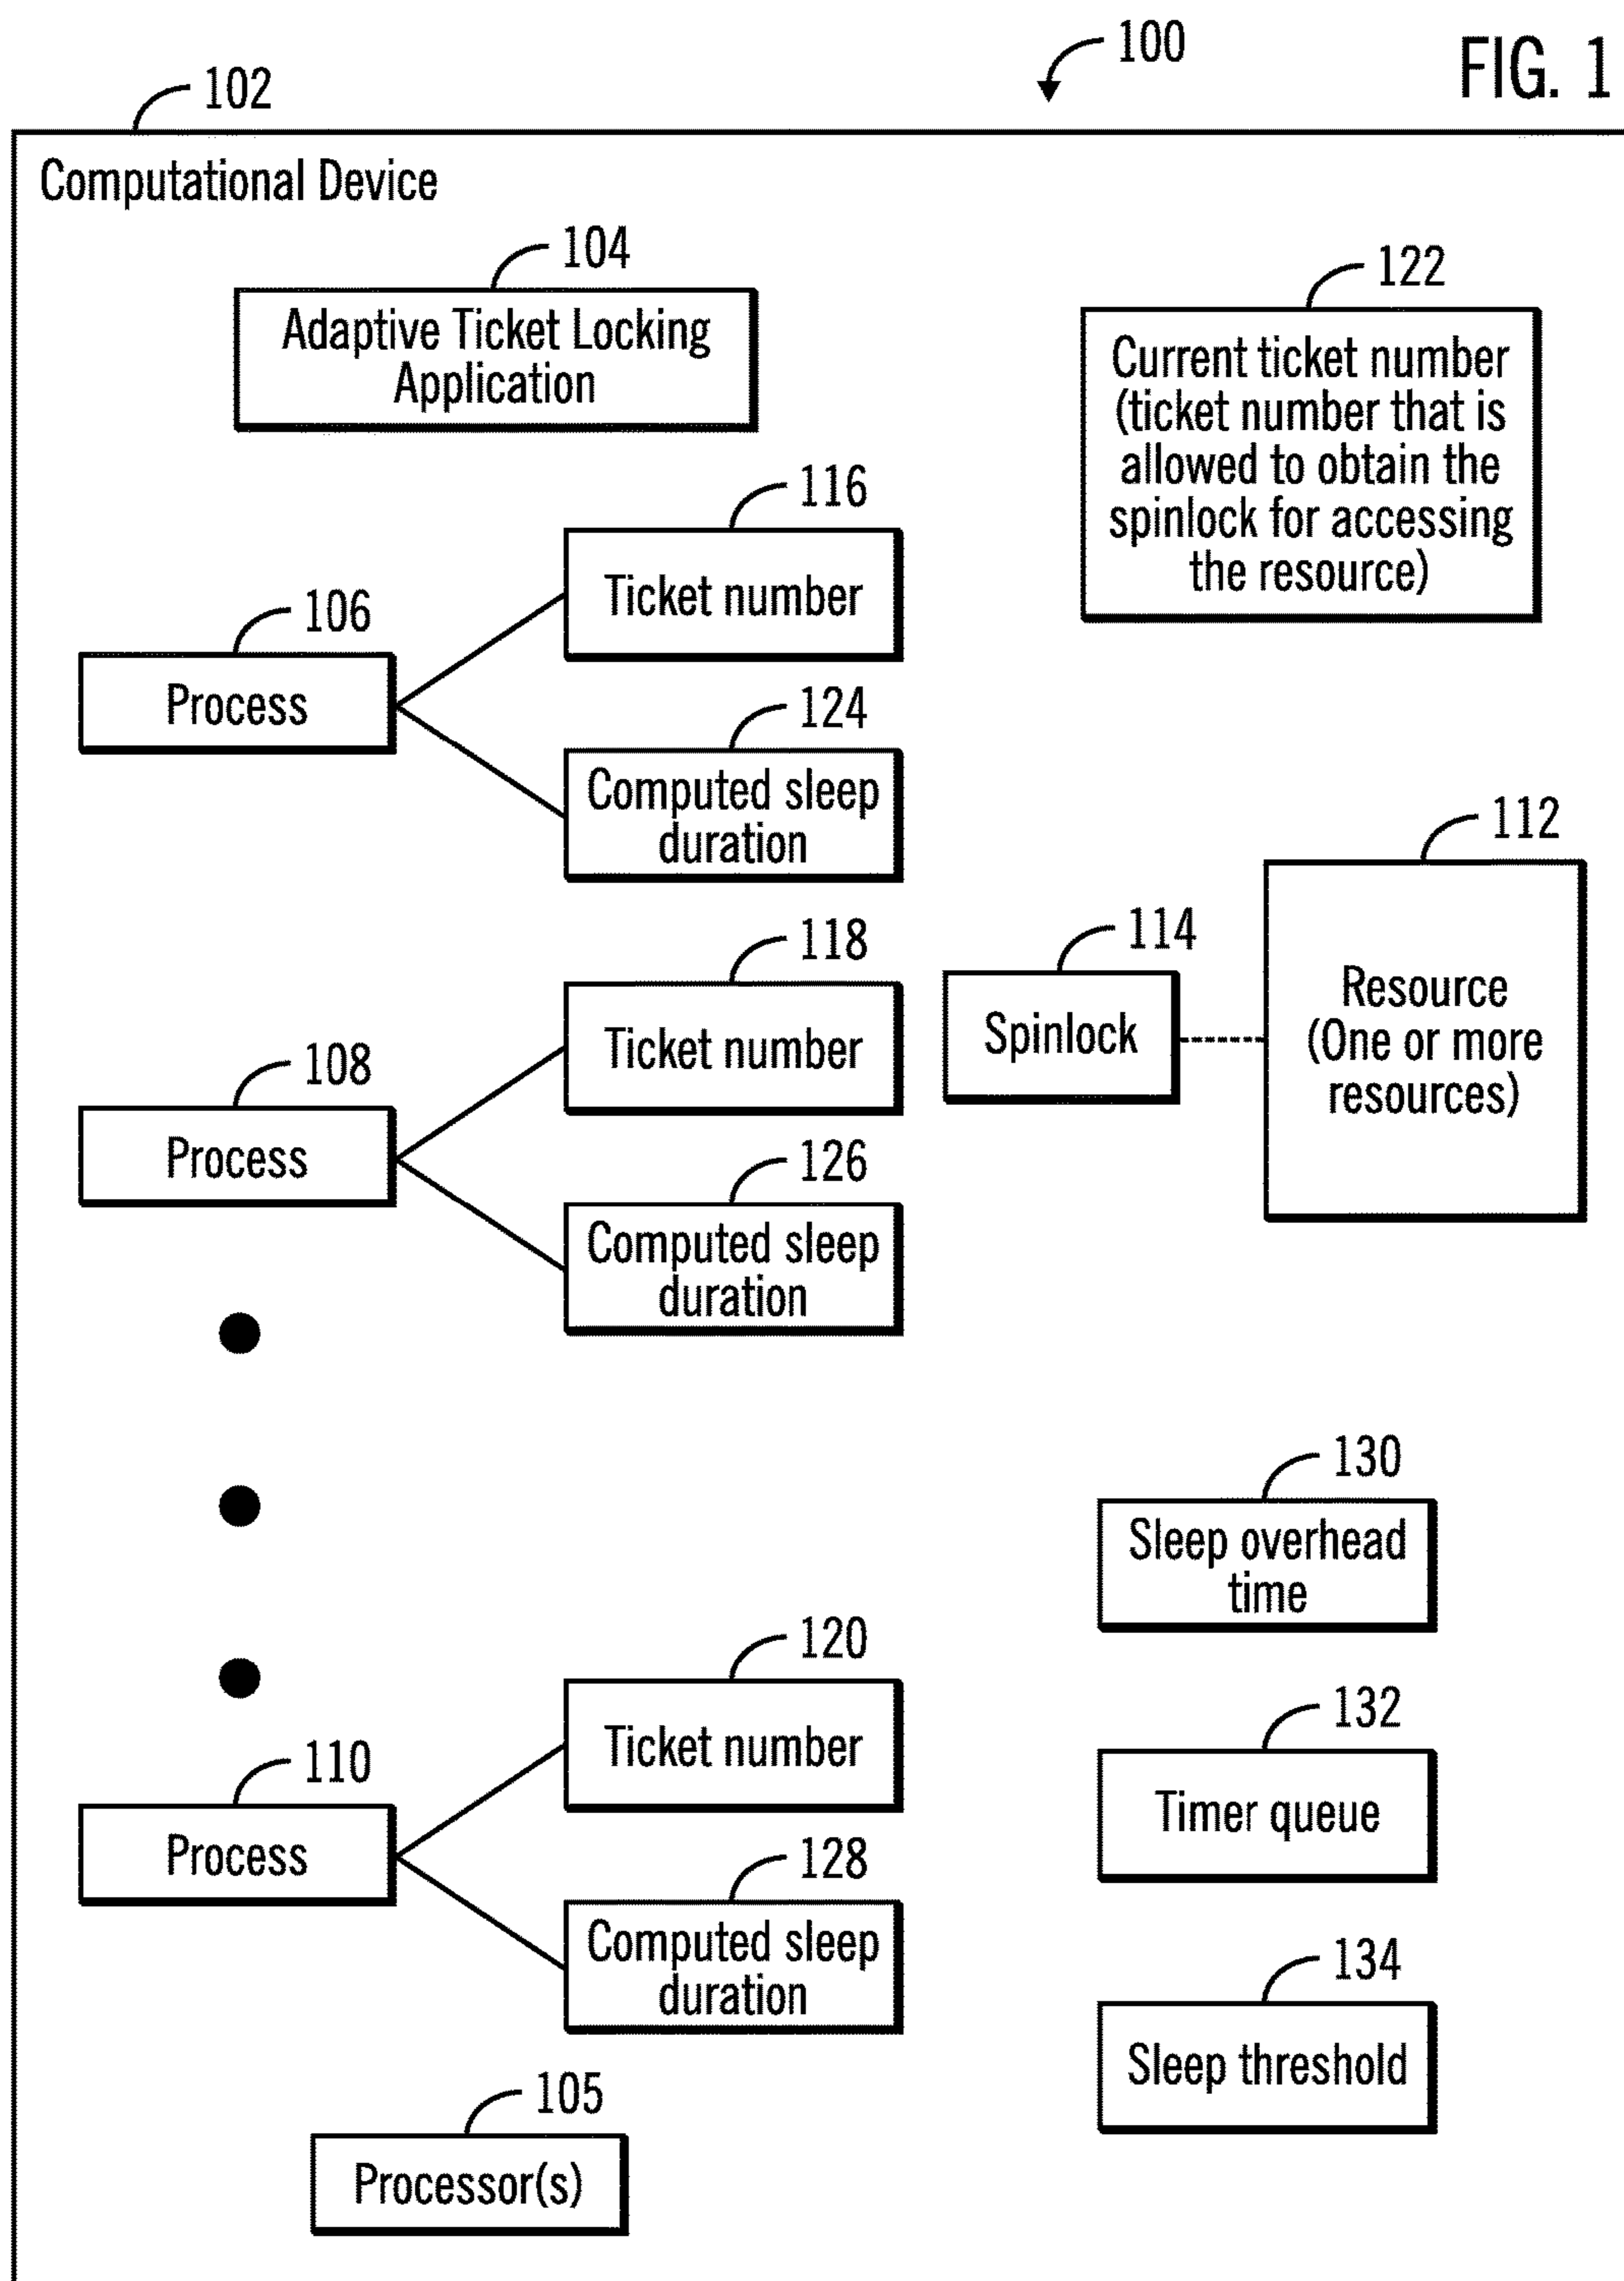 100
FIG. 1
102
Computational Device
104
Adaptive Ticket Locking
Application
122
Current ticket number
(ticket number that is
allowed to obtain the
spinlock for accessing
the resource)
116
Ticket number
106
Process
124
Computed sleep
duration
112
Resource
(One or more
resources)
114
Spinlock
118
Ticket number
108
Process
126
Computed sleep
duration
130
Sleep overhead
time
120
Ticket number
132
Timer queue
110
Process
128
Computed sleep
duration
134
Sleep threshold
105
Processor(s)